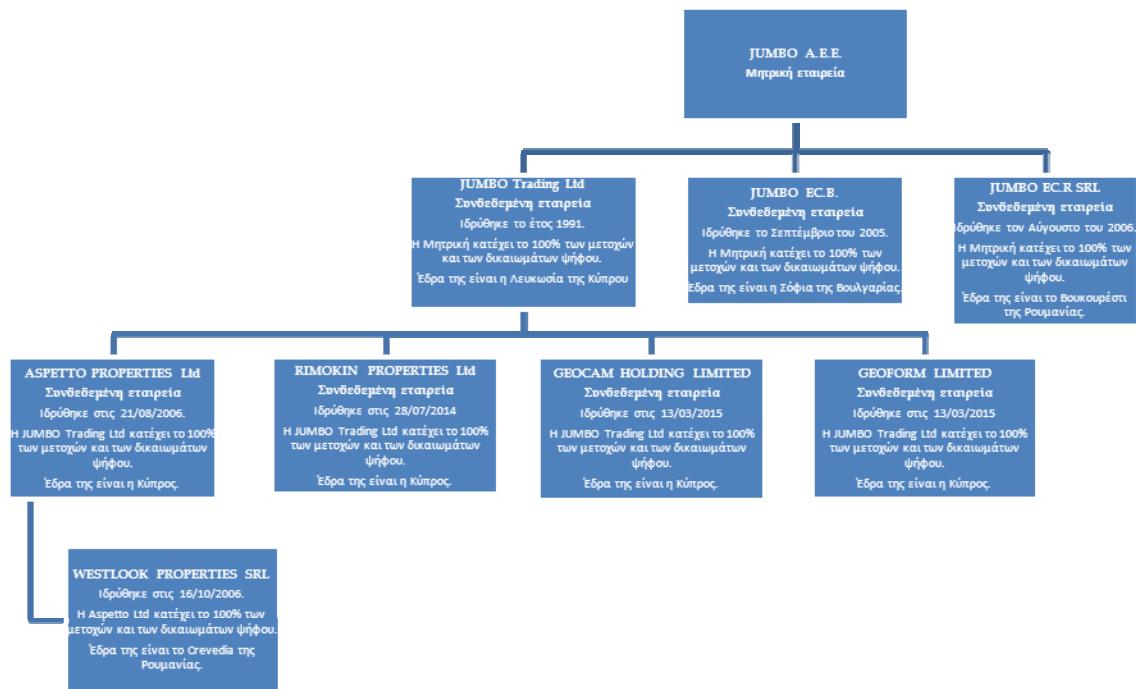 JUMBO A.E.E.
Μητρική εταιρεία
JUMBO Trading Ltd
Συνδεδεμένη εταιρεία
Ιδρύθηκε το έτος 1991.
Η Μητρική κατέχει το 100% των μετοχών
και των δικαιωμάτων ψήφου.
Έδρα της είναι η Λευκωσία της Κύπρου
JUMBO EC.B.
Συνδεδεμένη εταιρεία
Ιδρύθηκε το Σεπτέμβριο του 2005.
Η Μητρική κατέχει το 100% των
μετοχών και των δικαιωμάτων ψήφου.
Έδρα της είναι η Σόφια της Βουλγαρίας.
JUMBO EC.R SRL
Συνδεδεμένη εταιρεία
Ιδρύθηκε τον Αύγουστο του 2006.
Η Μητρική κατέχει το 100% των
μετοχών και των δικαιωμάτων
ψήφου.
Έδρα της είναι το Βουκουρέστι
της Ρουμανίας.
ASPETTO PROPERTIES Ltd
Συνδεδεμένη εταιρεία
Ιδρύθηκε στις 21/08/2006.
Η JUMBO Trading Ltd κατέχει το 100%
των μετοχών και των δικαιωμάτων
ψήφου.
Έδρα της είναι η Κύπρος.
RIMOKIN PROPERTIES Ltd
Συνδεδεμένη εταιρεία
Ιδρύθηκε στις 28/07/2014
Η JUMBO Trading Ltd κατέχει το 100%
των μετοχών και των δικαιωμάτων
ψήφου.
Έδρα της είναι η Κύπρος.
GEOCAM HOLDING LIMITED
Συνδεδεμένη εταιρεία
Ιδρύθηκε στις 13/03/2015
Η JUMBO Trading Ltd κατέχει το 100%
των μετοχών και των δικαιωμάτων
ψήφου.
Έδρα της είναι η Κύπρος.
GEOFORM LIMITED
Συνδεδεμένη εταιρεία
Ιδρύθηκε στις 13/03/2015
Η JUMBO Trading Ltd κατέχει το 100%
των μετοχών και των δικαιωμάτων
ψήφου.
Έδρα της είναι η Κύπρος.
WESTLOOK PROPERTIES SRL
Ιδρύθηκε στις 16/10/2006.
Η Aspetto Ltd κατέχει το 100% των
μετοχών και των δικαιωμάτων ψήφου.
Έδρα της είναι το Crevedia της
Ρουμανίας.